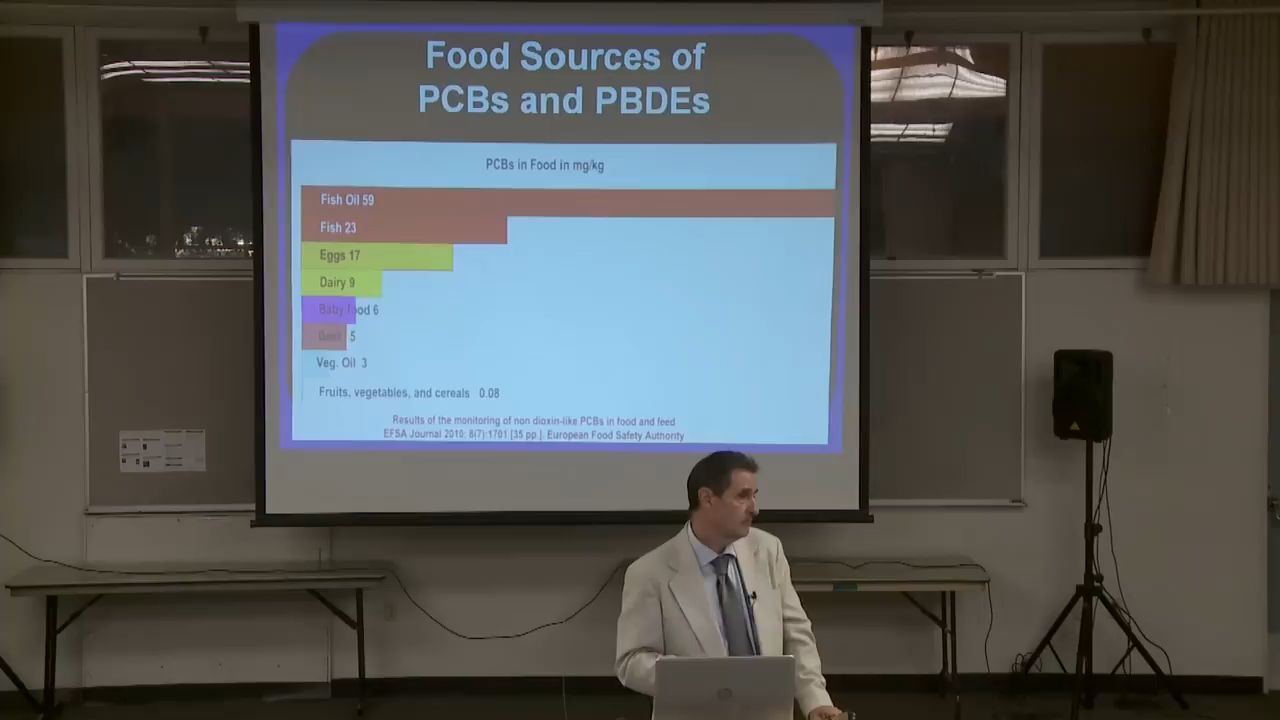 Food Sources of
PCBs and PBDEs
PCBs in Food in mg/kg
Fish Oil 59
Fish 23
Eggs 17
Dairy 9
Baby food 6
5
Veg. Oil 3
Fruits, vegetables, and cereals 0.08
Results of the monitoring of non dioxin-like PCBs in food and feed
EFSA Journal 2010; 8(7):1701 [35 pp.]. European Food Safety Authority